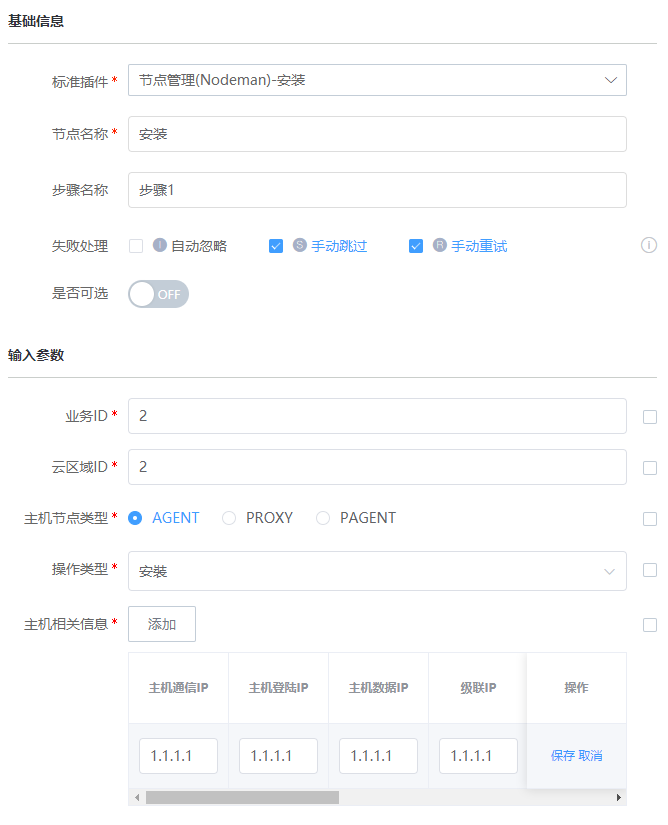 基础信息
标准插件* 节点管理(Nodeman)-安装
节点名称* 安装
步骤名称 步骤1
失败处理 I 自动忽略 S 手动跳过 R 手动重试 i
是否可选 OFF
输入参数
业务ID* 2
云区域ID* 2
主机节点类型* AGENT PROXY PAGENT
操作类型* 安装
主机相关信息* 添加
主机通信IP 主机登陆IP 主机数据IP 级联IP 操作
1.1.1.1 1.1.1.1 1.1.1.1 1.1.1.1 保存 取消